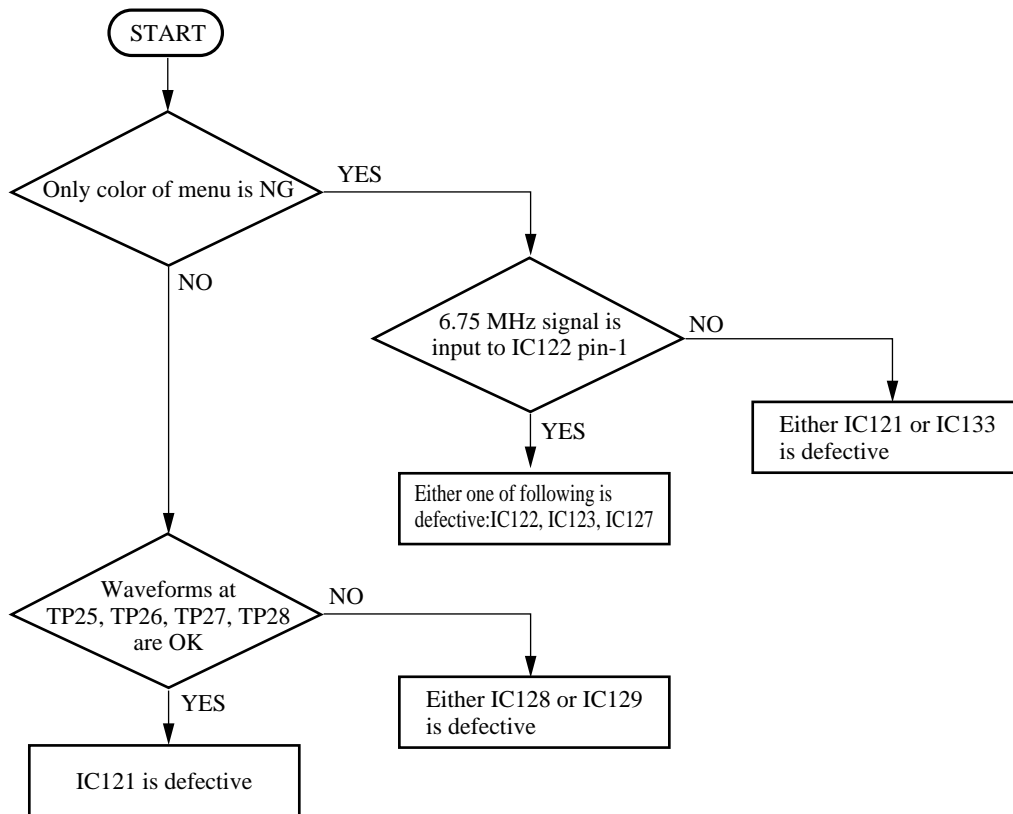 START
Only color of menu is NG
YES
NO
6.75 MHz signal is
input to IC122 pin-1
NO
YES
Either IC121 or IC133
is defective
Either one of following is
defective:IC122, IC123, IC127
Waveforms at
TP25, TP26, TP27, TP28
are OK
NO
YES
Either IC128 or IC129
is defective
IC121 is defective